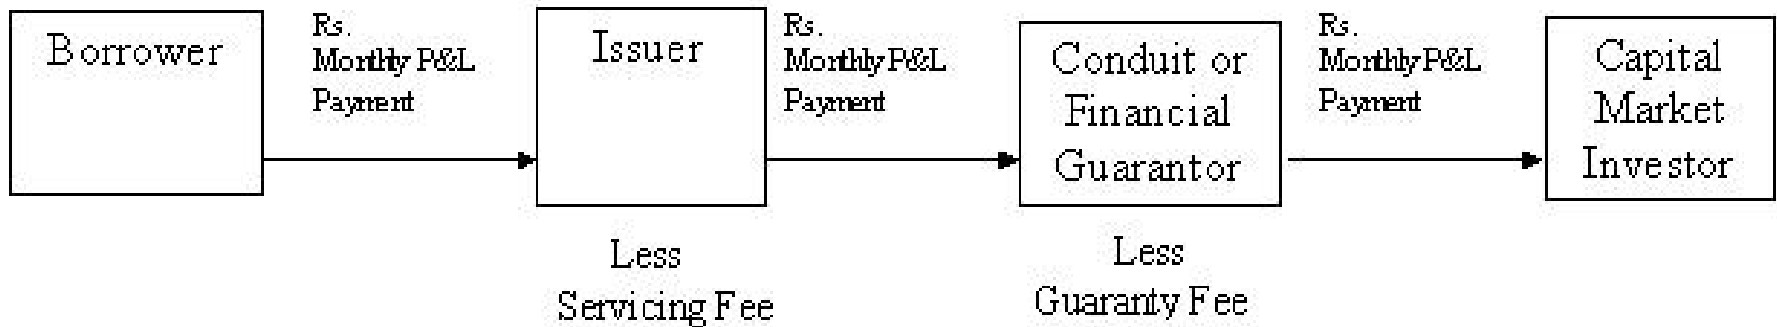 Borrower
Rs.
Monthly P&L
Payment
Issuer
Rs.
Monthly P&L
Payment
Conduit or
Financial
Guarantor
Rs.
Monthly P&L
Payment
Capital
Market
Investor
Less
Servicing Fee
Less
Guaranty Fee